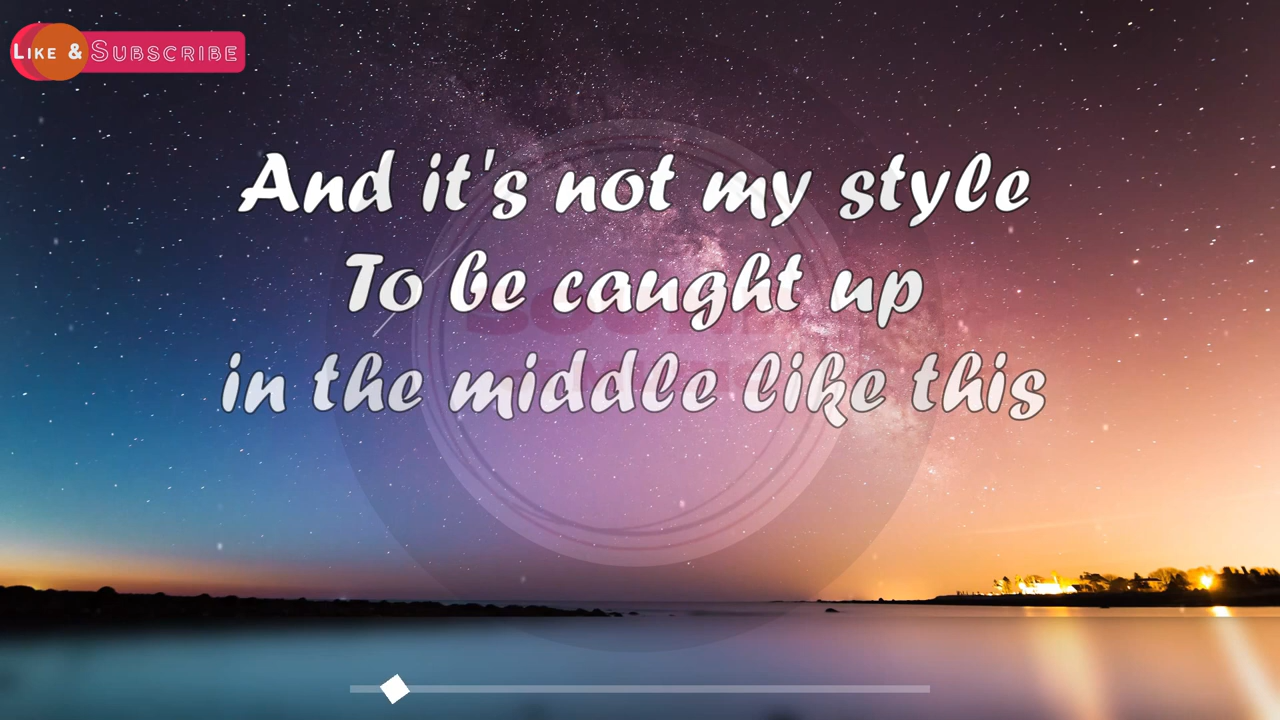 Like & Subscribe
And it's not my style
To be caught up
in the middle like this